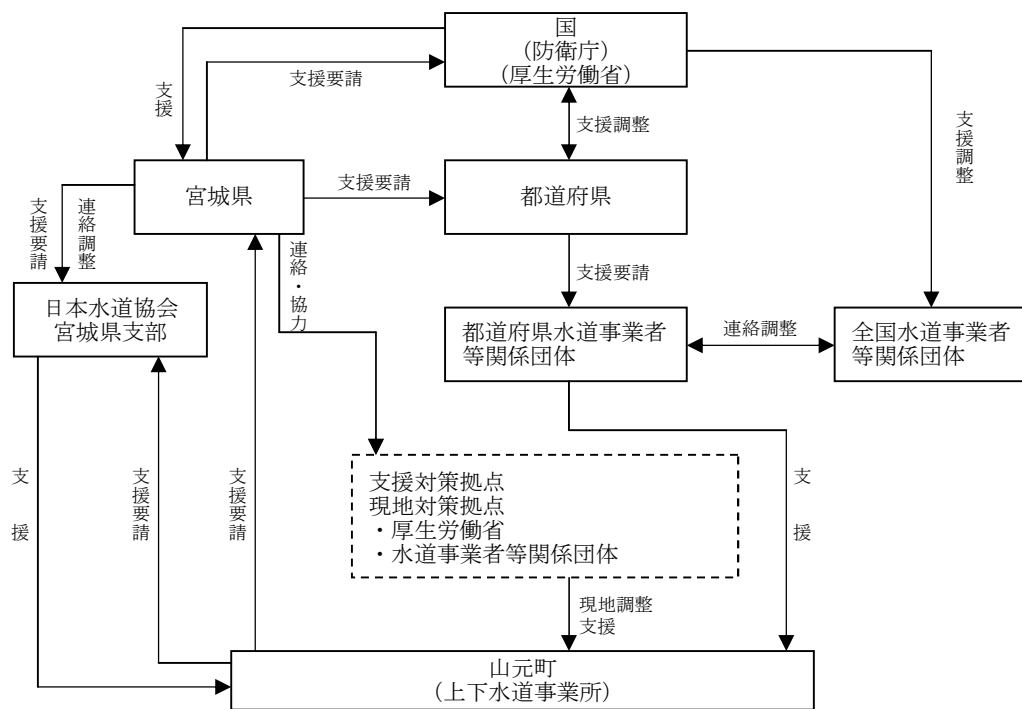 国
（防衛庁）
（厚生労働省）
支援要請
支援
支援調整
支援調整
宮城県
支援要請
都道府県
支援要請
連絡調整
連絡・協力
支援要請
日本水道協会
宮城県支部
都道府県水道事業者
等関係団体
連絡調整
全国水道事業者
等関係団体
支援
支援要請
支援要請
支援対策拠点
現地対策拠点
・厚生労働省
・水道事業者等関係団体
支援
現地調整
支援
山元町
（上下水道事業所）